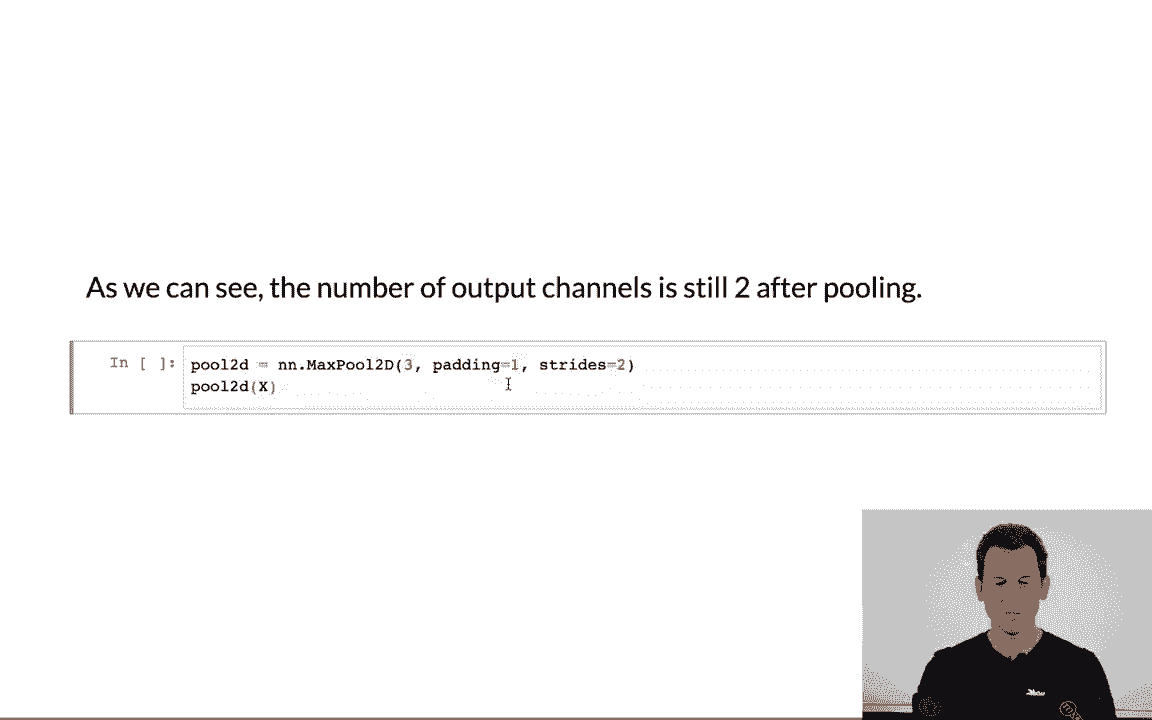 As we can see, the number of output channels is still 2 after pooling.
In [ ]: pool2d = nn.MaxPool2D(3, padding=1, strides=2)
pool2d(X)